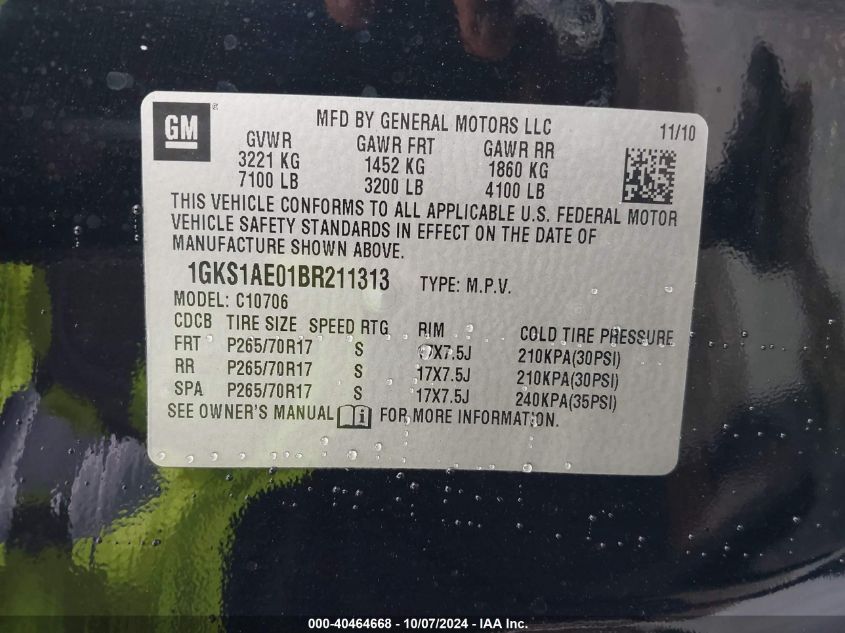 GM
MFD BY GENERAL MOTORS LLC 11/10
GVWR GAWR FRT GAWR RR
3221 KG 1452 KG 1860 KG
7100 LB 3200 LB 4100 LB
THIS VEHICLE CONFORMS TO ALL APPLICABLE U.S. FEDERAL MOTOR
VEHICLE SAFETY STANDARDS IN EFFECT ON THE DATE OF
MANUFACTURE SHOWN ABOVE.
1GKS1AE01BR211313 TYPE: M.P.V.
MODEL: C10706
CDCB TIRE SIZE SPEED RTG RIM COLD TIRE PRESSURE
FRT P265/70R17 S 17X7.5J 210KPA(30PSI)
RR P265/70R17 S 17X7.5J 210KPA(30PSI)
SPA P265/70R17 S 17X7.5J 240KPA(35PSI)
SEE OWNER'S MANUAL FOR MORE INFORMATION.
000-40464668 - 10/07/2024 - IAA Inc.